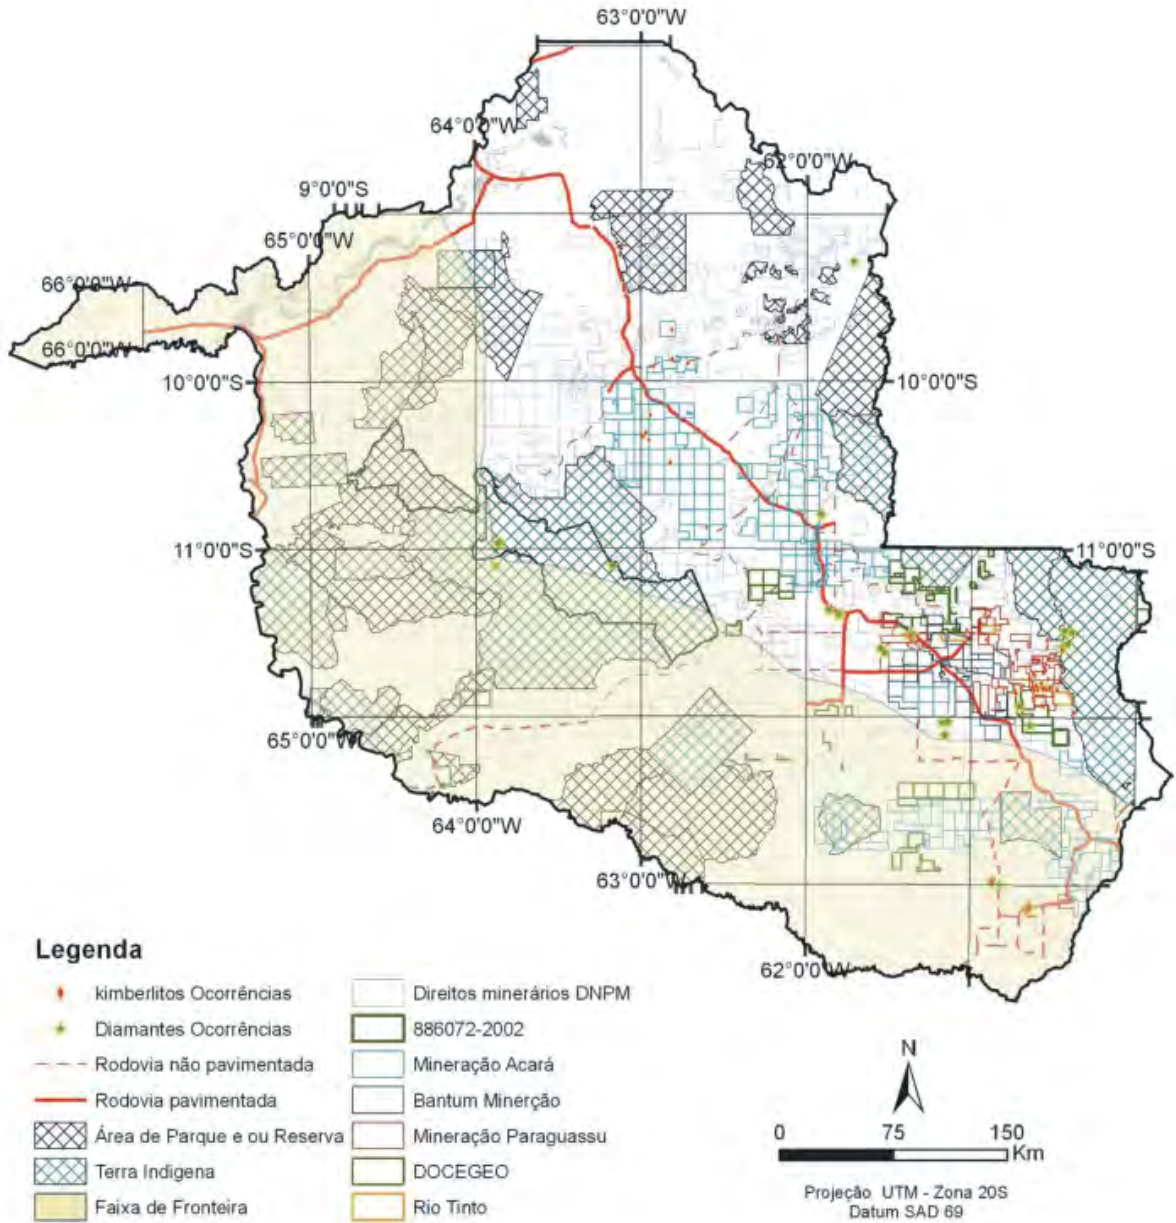 63°0'0"W
64°0'0"W
62°0'0"W
9°0'0"S
65°0'0"W
66°0'0"W
66°0'0"W
10°0'0"S
10°0'0"S
11°0'0"S
11°0'0"S
65°0'0"W
64°0'0"W
63°0'0"W
62°0'0"W
Legenda
kimberlitos Ocorrências
Diamantes Ocorrências
Rodovia não pavimentada
Rodovia pavimentada
Área de Parque e ou Reserva
Terra Indigena
Faixa de Fronteira
Direitos minerários DNPM
886072-2002
Mineração Acará
Bantum Minerção
Mineração Paraguassu
DOCEGEO
Rio Tinto
N
0 75 150
Km
Projeção UTM - Zona 20S
Datum SAD 69